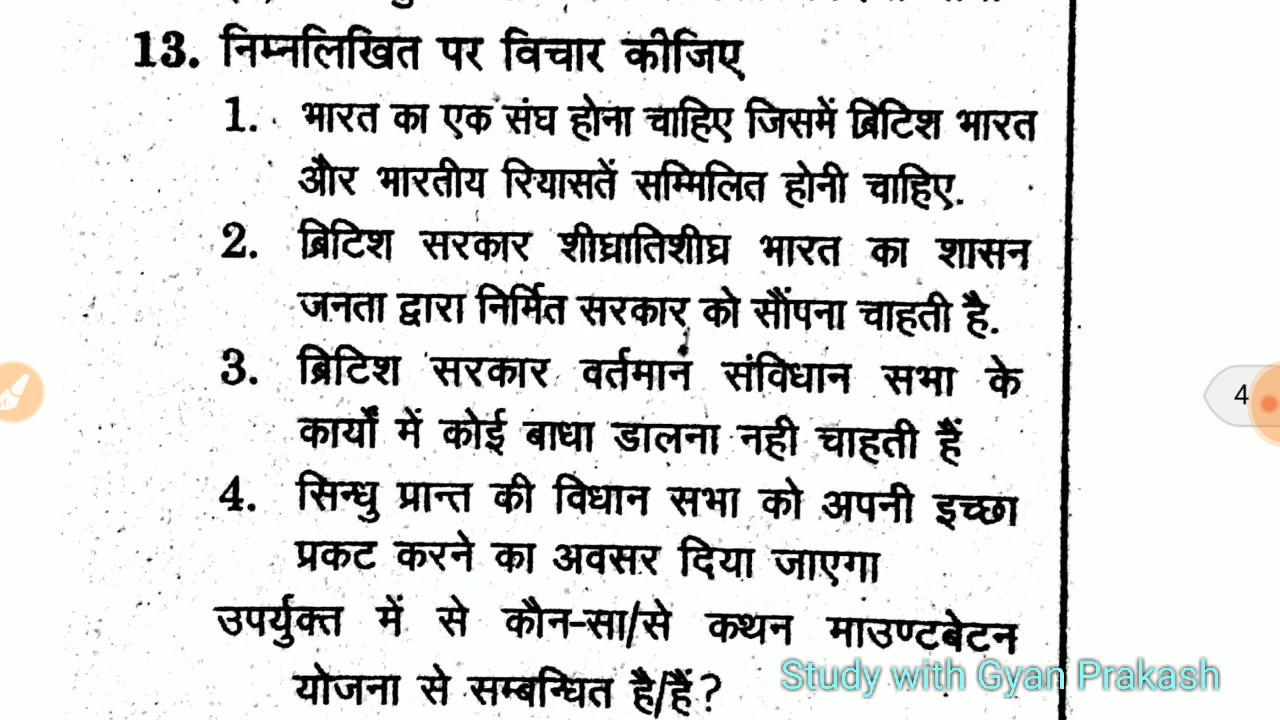 13. निम्नलिखित पर विचार कीजिए
1. भारत का एक संघ होना चाहिए जिसमें ब्रिटिश भारत
और भारतीय रियासतें सम्मिलित होनी चाहिए.
2. ब्रिटिश सरकार शीघ्रातिशीघ्र भारत का शासन
जनता द्वारा निर्मित सरकार को सौंपना चाहती है.
3. ब्रिटिश सरकार वर्तमान संविधान सभा के
कार्यों में कोई बाधा डालना नही चाहती हैं
4. सिन्धु प्रान्त की विधान सभा को अपनी इच्छा
प्रकट करने का अवसर दिया जाएगा
उपर्युक्त में से कौन-सा/से कथन माउण्टबेटन
योजना से सम्बन्धित है/हैं?
Study with Gyan Prakash
4